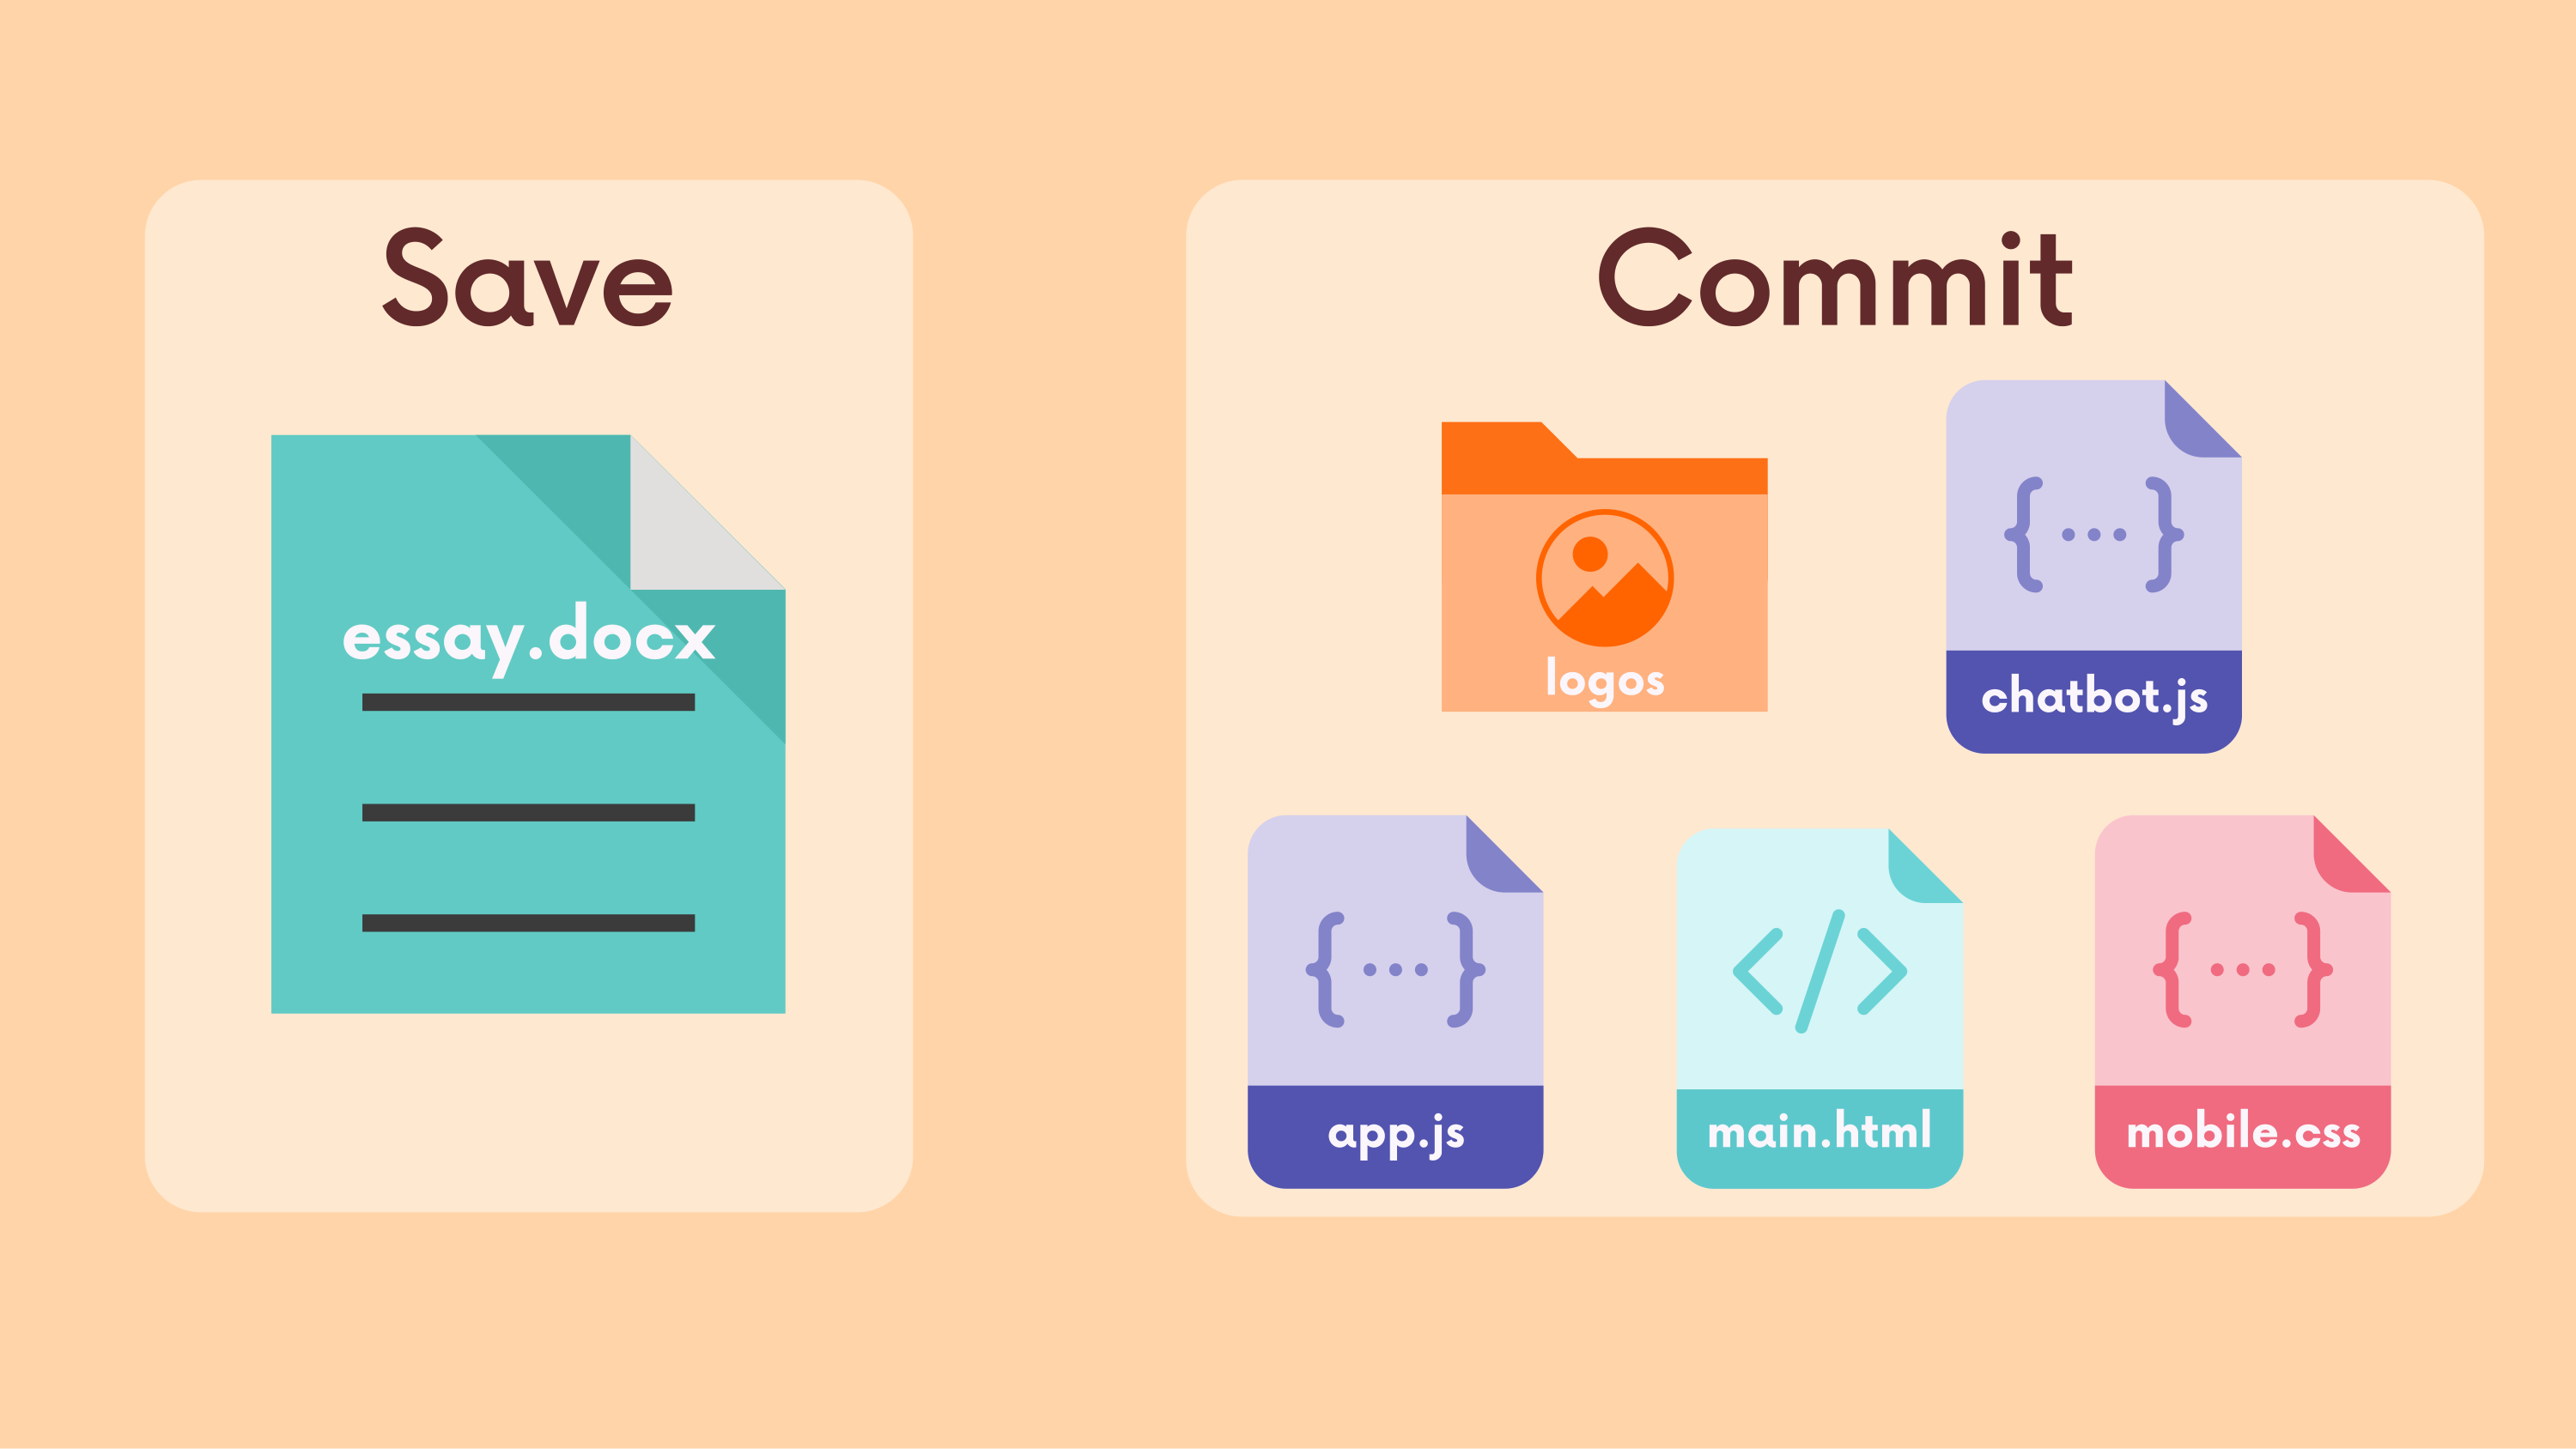 Save
essay.docx
Commit
logos
chatbot.js
app.js
main.html
mobile.css